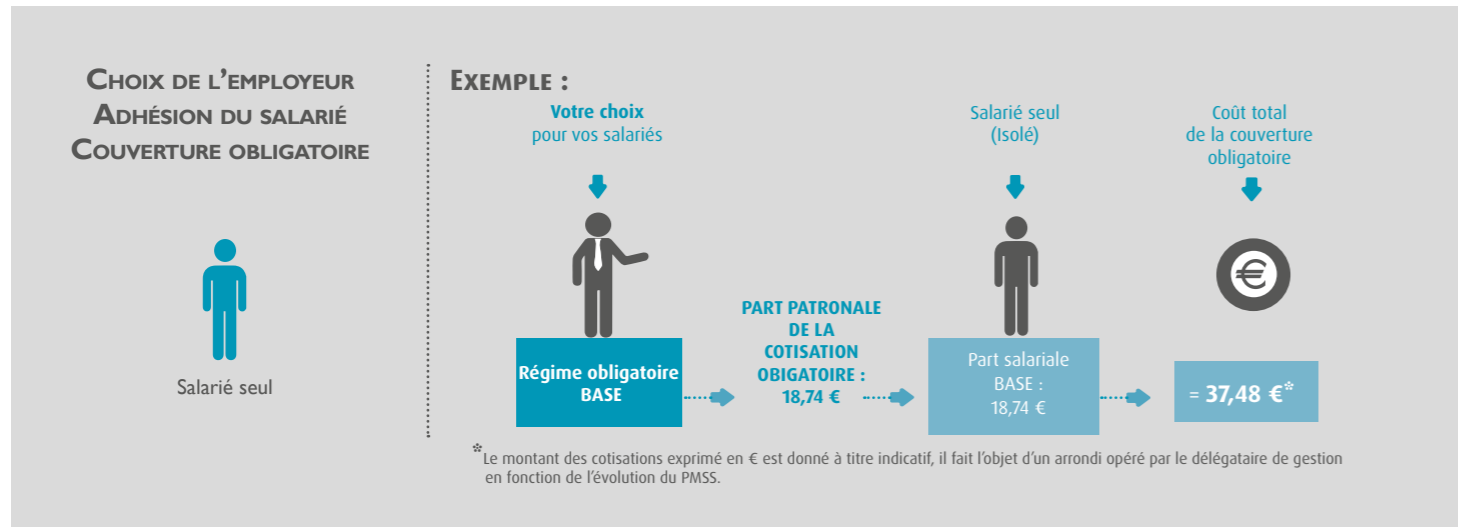 CHOIX DE L'EMPLOYEUR
ADHÉSION DU SALARIÉ
COUVERTURE OBLIGATOIRE
Salarié seul
EXEMPLE :
Votre choix
pour vos salariés
Régime obligatoire
BASE
PART PATRONALE
DE LA
COTISATION
OBIGATOIRE :
18,74 €
Salarié seul
(Isolé)
Part salariale
BASE :
18,74 €
Coût total
de la couverture
obligatoire
€
= 37,48 €*
*Le montant des cotisations exprimé en € est donné à titre indicatif, il fait l'objet d'un arrondi opéré par le délégataire de gestion
en fonction de l'évolution du PMSS.